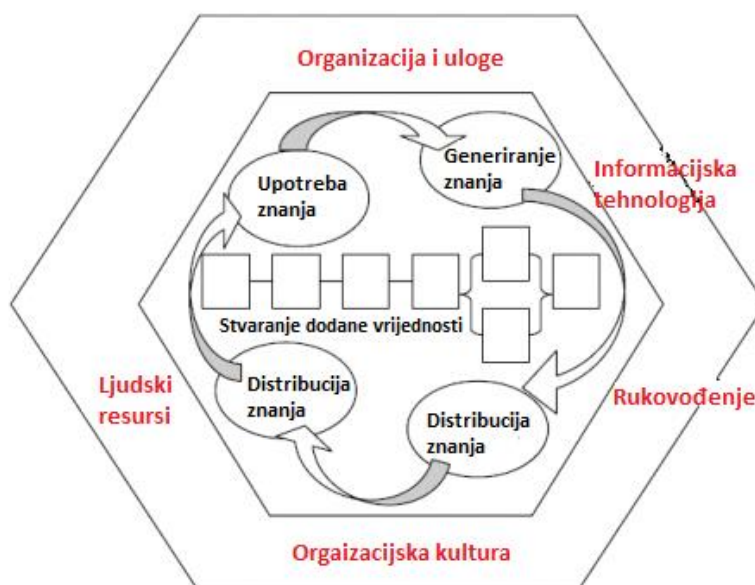 Organizacija i uloge
Generiranje
znanja
Informacijska
tehnologija
Upotreba
znanja
Stvaranje dodane vrijednosti
Ljudski
resursi
Distribucija
znanja
Distribucija
znanja
Rukovođenje
Orgaizacijska kultura